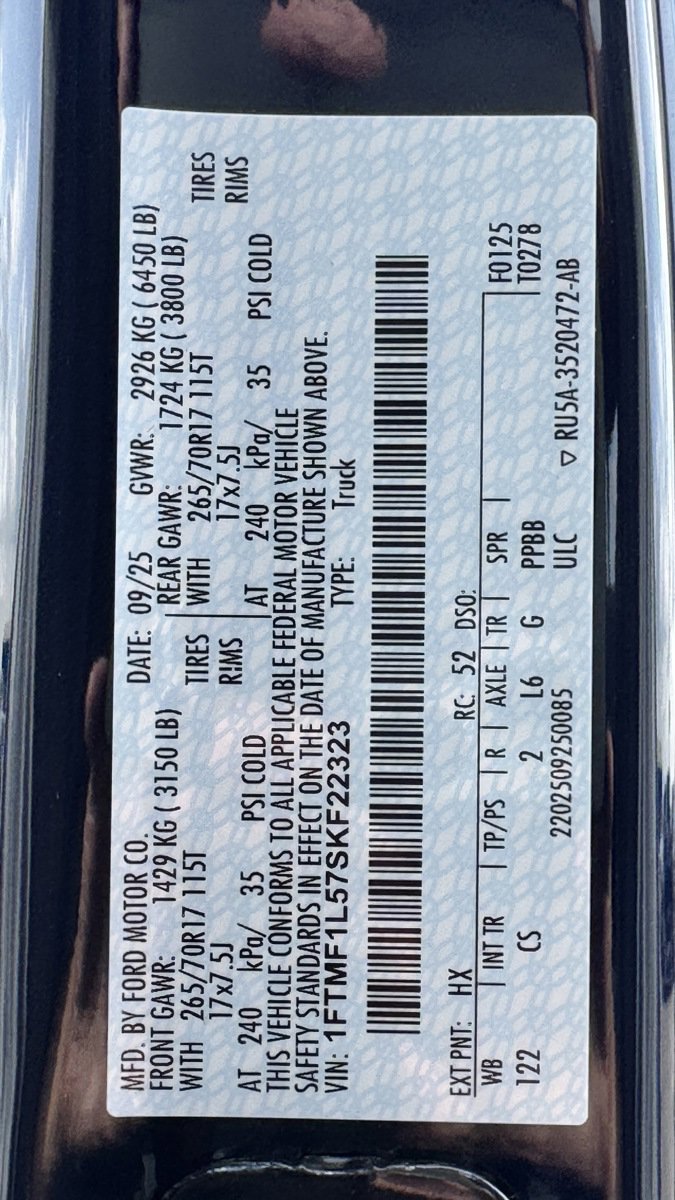 MFD. BY FORD MOTOR CO. DATE: 09/25 GVWR: 2926 KG ( 6450 LB)
FRONT GAWR: 1429 KG ( 3150 LB) REAR GAWR: 1724 KG ( 3800 LB)
WITH 265/70R17 115T TIRES WITH 265/70R17 115T TIRES
17x7.5J RIMS 17x7.5J RIMS
AT 240 kPa/ 35 PSI COLD AT 240 kPa/ 35 PSI COLD
THIS VEHICLE CONFORMS TO ALL APPLICABLE FEDERAL MOTOR VEHICLE
SAFETY STANDARDS IN EFFECT ON THE DATE OF MANUFACTURE SHOWN ABOVE.
VIN: 1FTMF1L57SKF22323 TYPE: Truck
EXT PNT: HX RC: 52 DSO:
WB INT TR TP/PS R AXLE TR SPR F0125
122 CS 2 L6 G PPBB T0278
2202509250085 ULC ▽ RU5A-3520472-AB